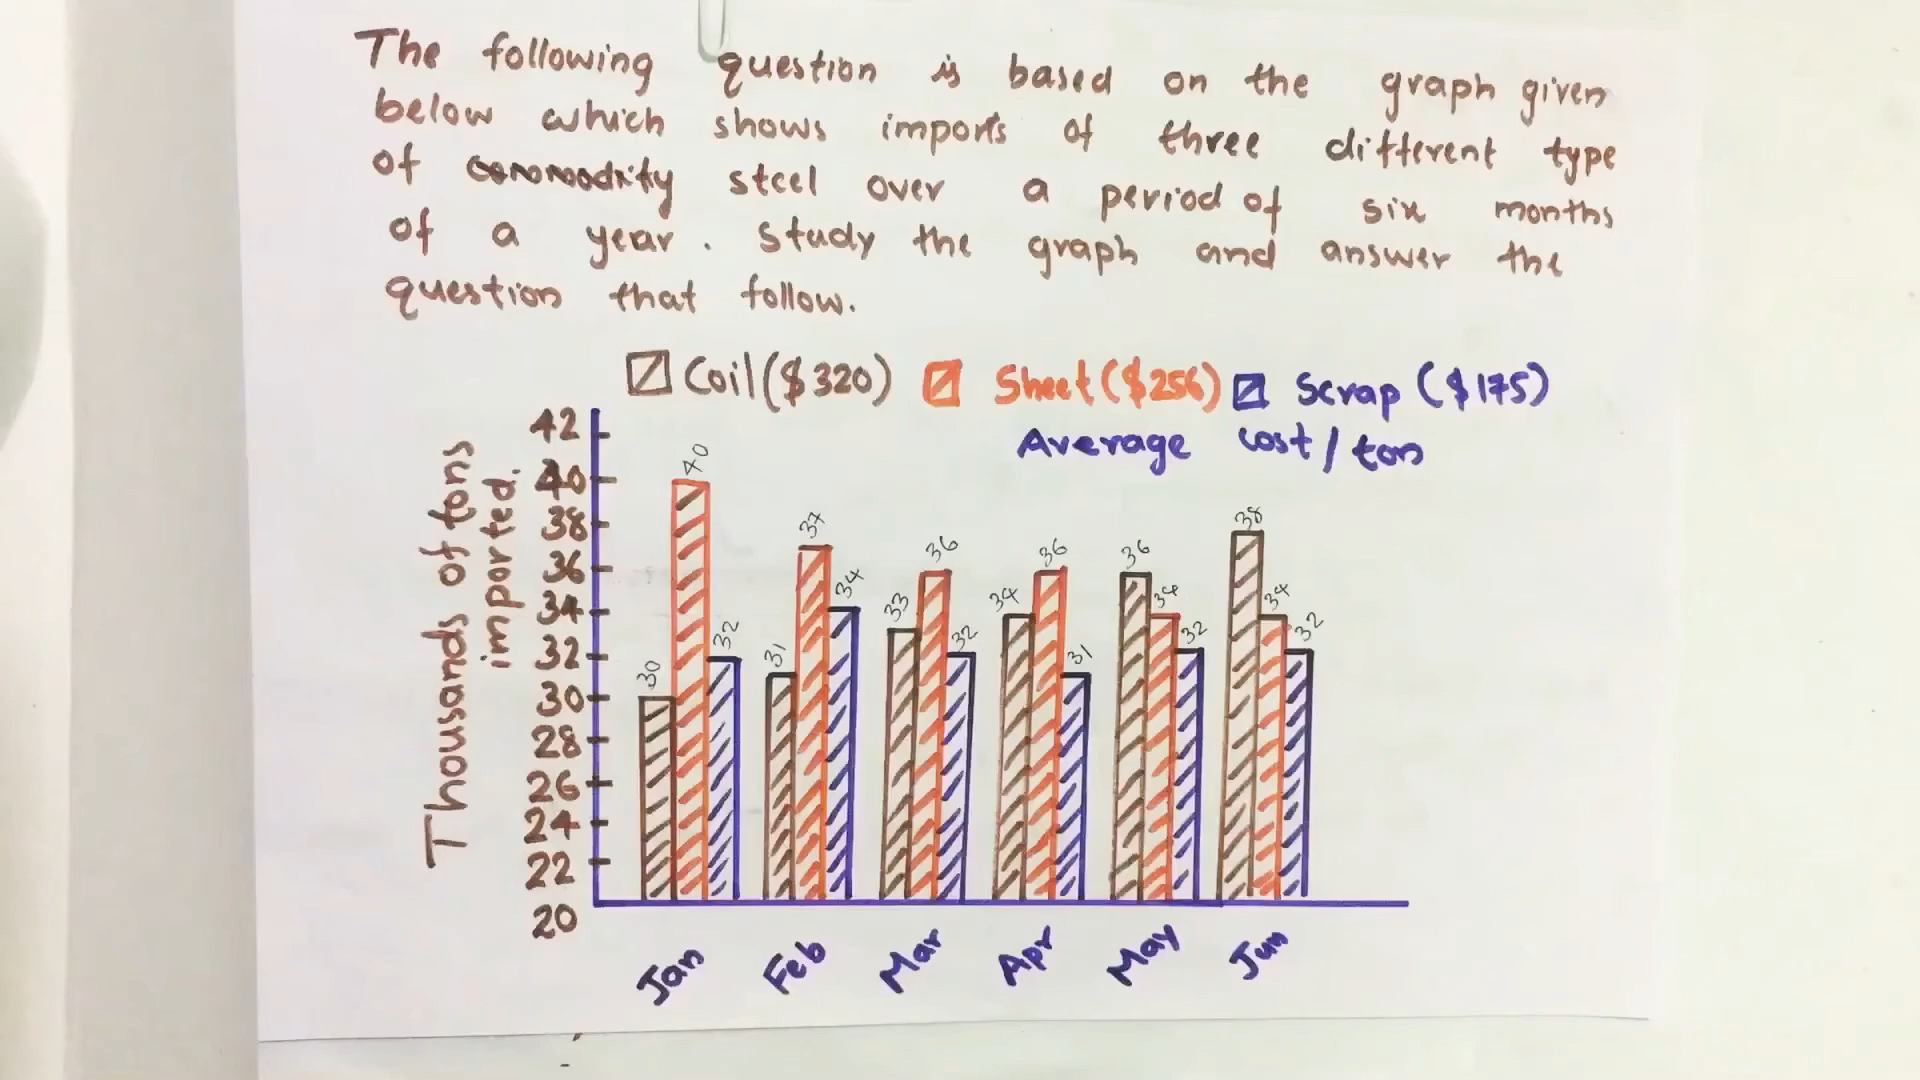 The following question is based on the graph given
below which shows imports of three different type
of commodity steel over a period of six months
of a year. Study the graph and answer the
question that follow.
Coil ($320) Sheet ($256) Scrap ($175)
Average cost / ton
Thousands of tons
imported.
42
40
38
36
34
32
30
28
26
24
22
20
30 40 32
31 37 34
33 36 32
34 36 31
36 34 32
38 34 32
Jan Feb Mar Apr May Jun